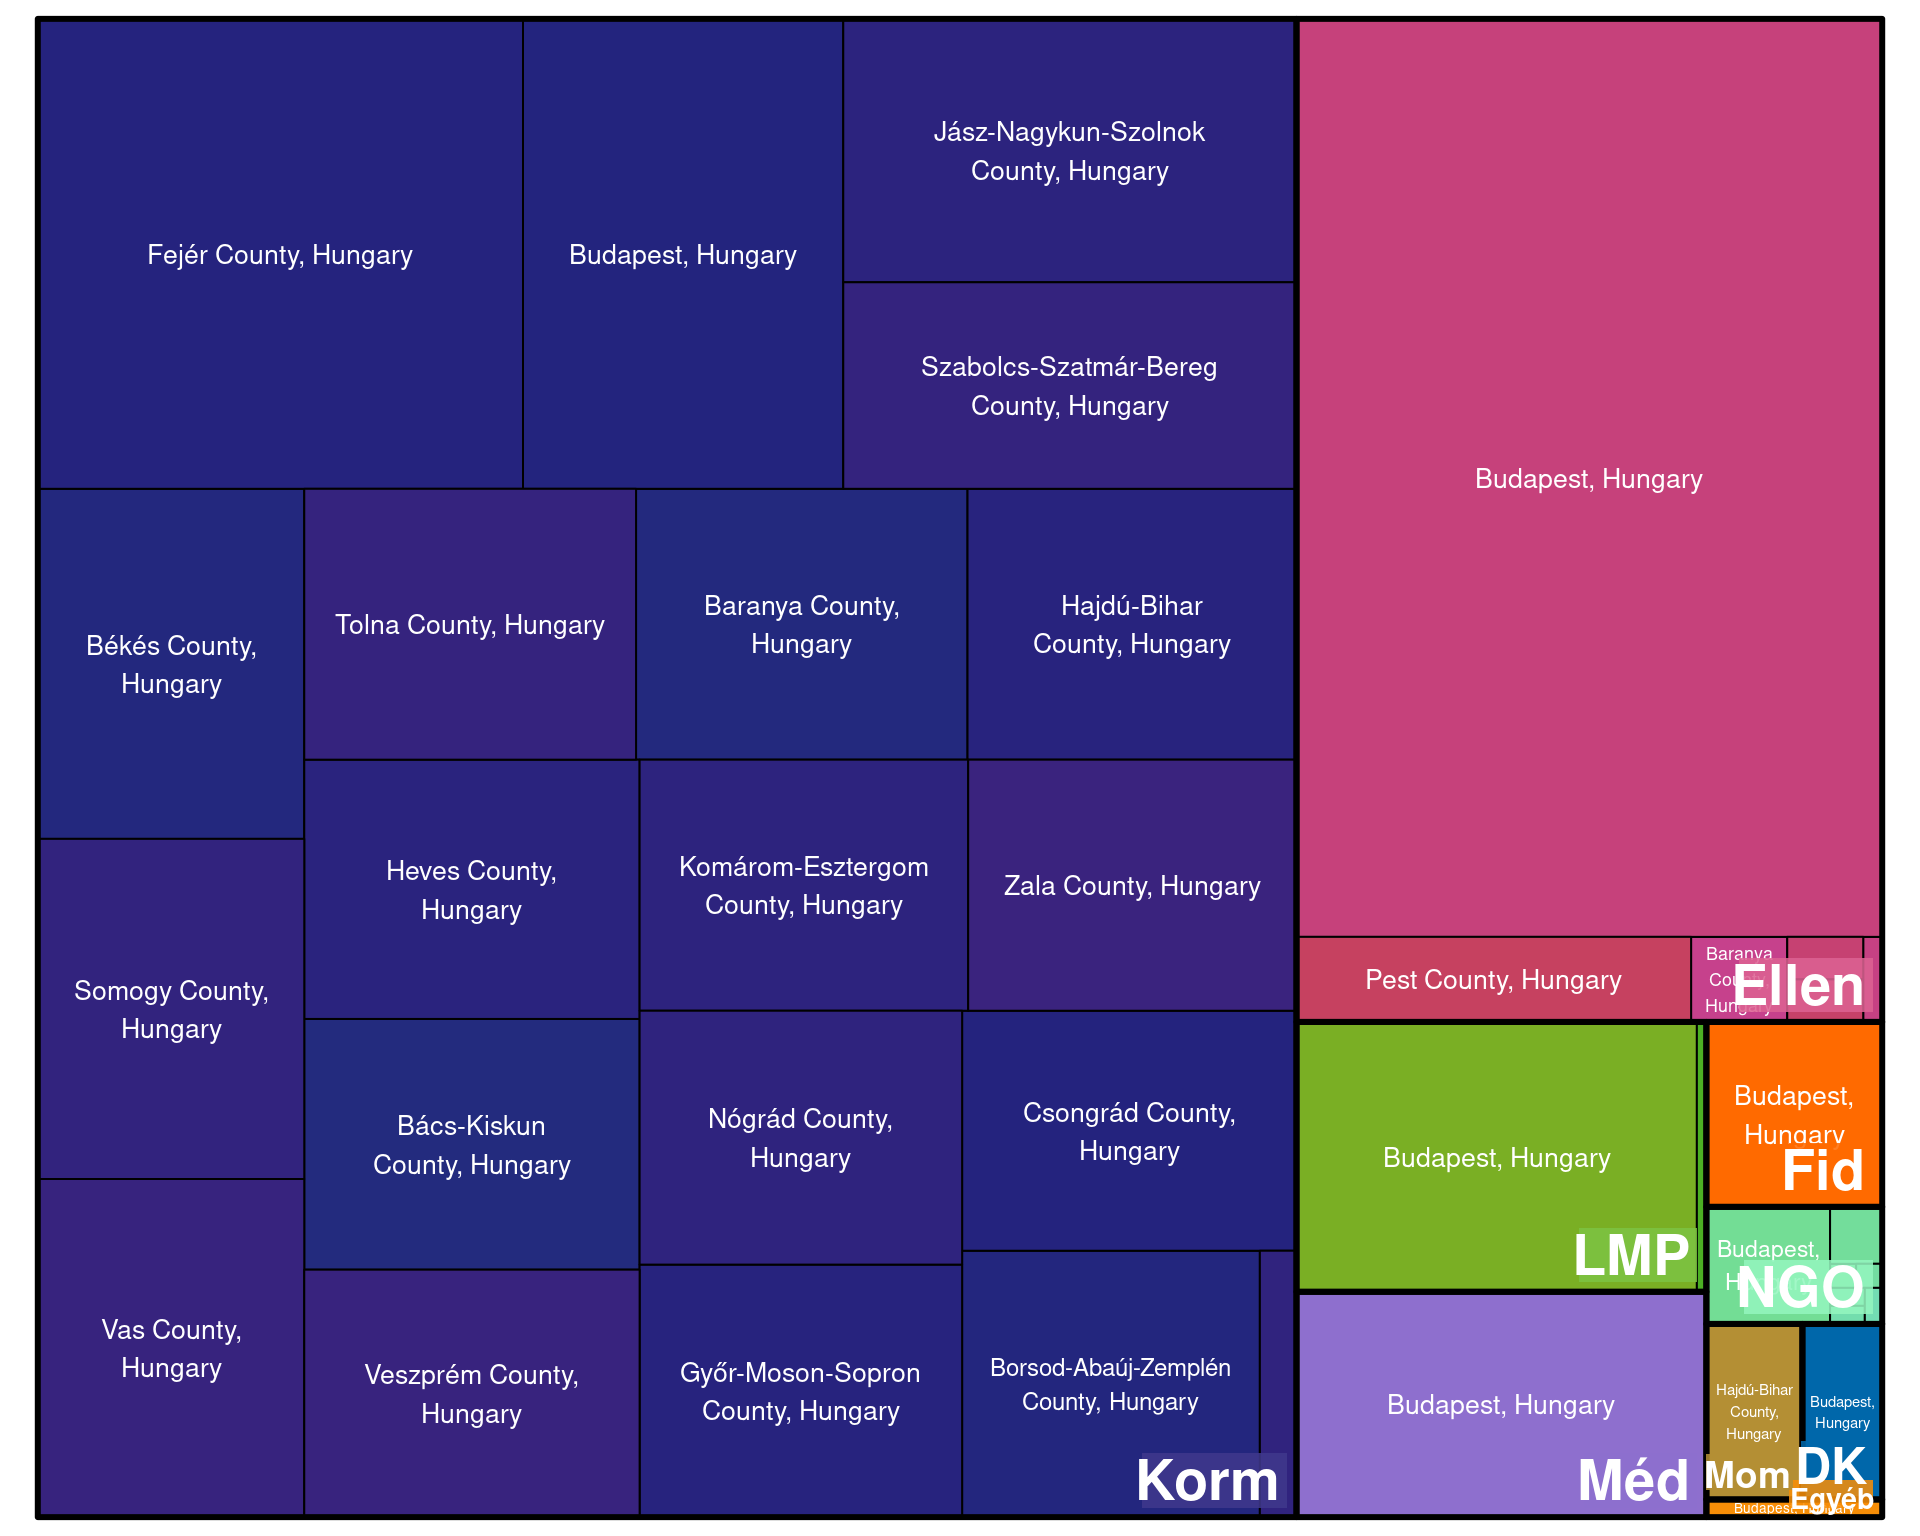 Fejér County, Hungary
Budapest, Hungary
Jász-Nagykun-Szolnok
County, Hungary
Szabolcs-Szatmár-Bereg
County, Hungary
Békés County,
Hungary
Tolna County, Hungary
Baranya County,
Hungary
Hajdú-Bihar
County, Hungary
Somogy County,
Hungary
Heves County,
Hungary
Komárom-Esztergom
County, Hungary
Zala County, Hungary
Vas County,
Hungary
Bács-Kiskun
County, Hungary
Nógrád County,
Hungary
Csongrád County,
Hungary
Veszprém County,
Hungary
Győr-Moson-Sopron
County, Hungary
Borsod-Abaúj-Zemplén
County, Hungary
Korm
Budapest, Hungary
Pest County, Hungary
Baranya
County,
Hungary
Ellen
Budapest, Hungary
LMP
Budapest, Hungary
Méd
Budapest,
Hungary
Fid
Budapest,
Hungary
NGO
Hajdú-Bihar
County,
Hungary
Mom
Budapest,
Hungary
DK
Budapest, Hungary
Egyéb